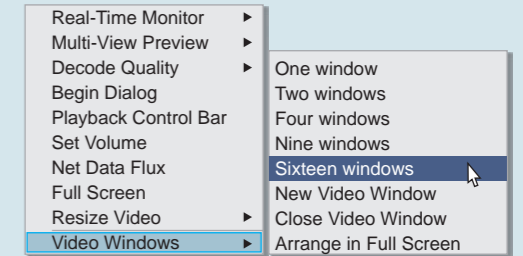 Real-Time Monitor
Multi-View Preview
Decode Quality
Begin Dialog
Playback Control Bar
Set Volume
Net Data Flux
Full Screen
Resize Video
Video Windows
One window
Two windows
Four windows
Nine windows
Sixteen windows
New Video Window
Close Video Window
Arrange in Full Screen